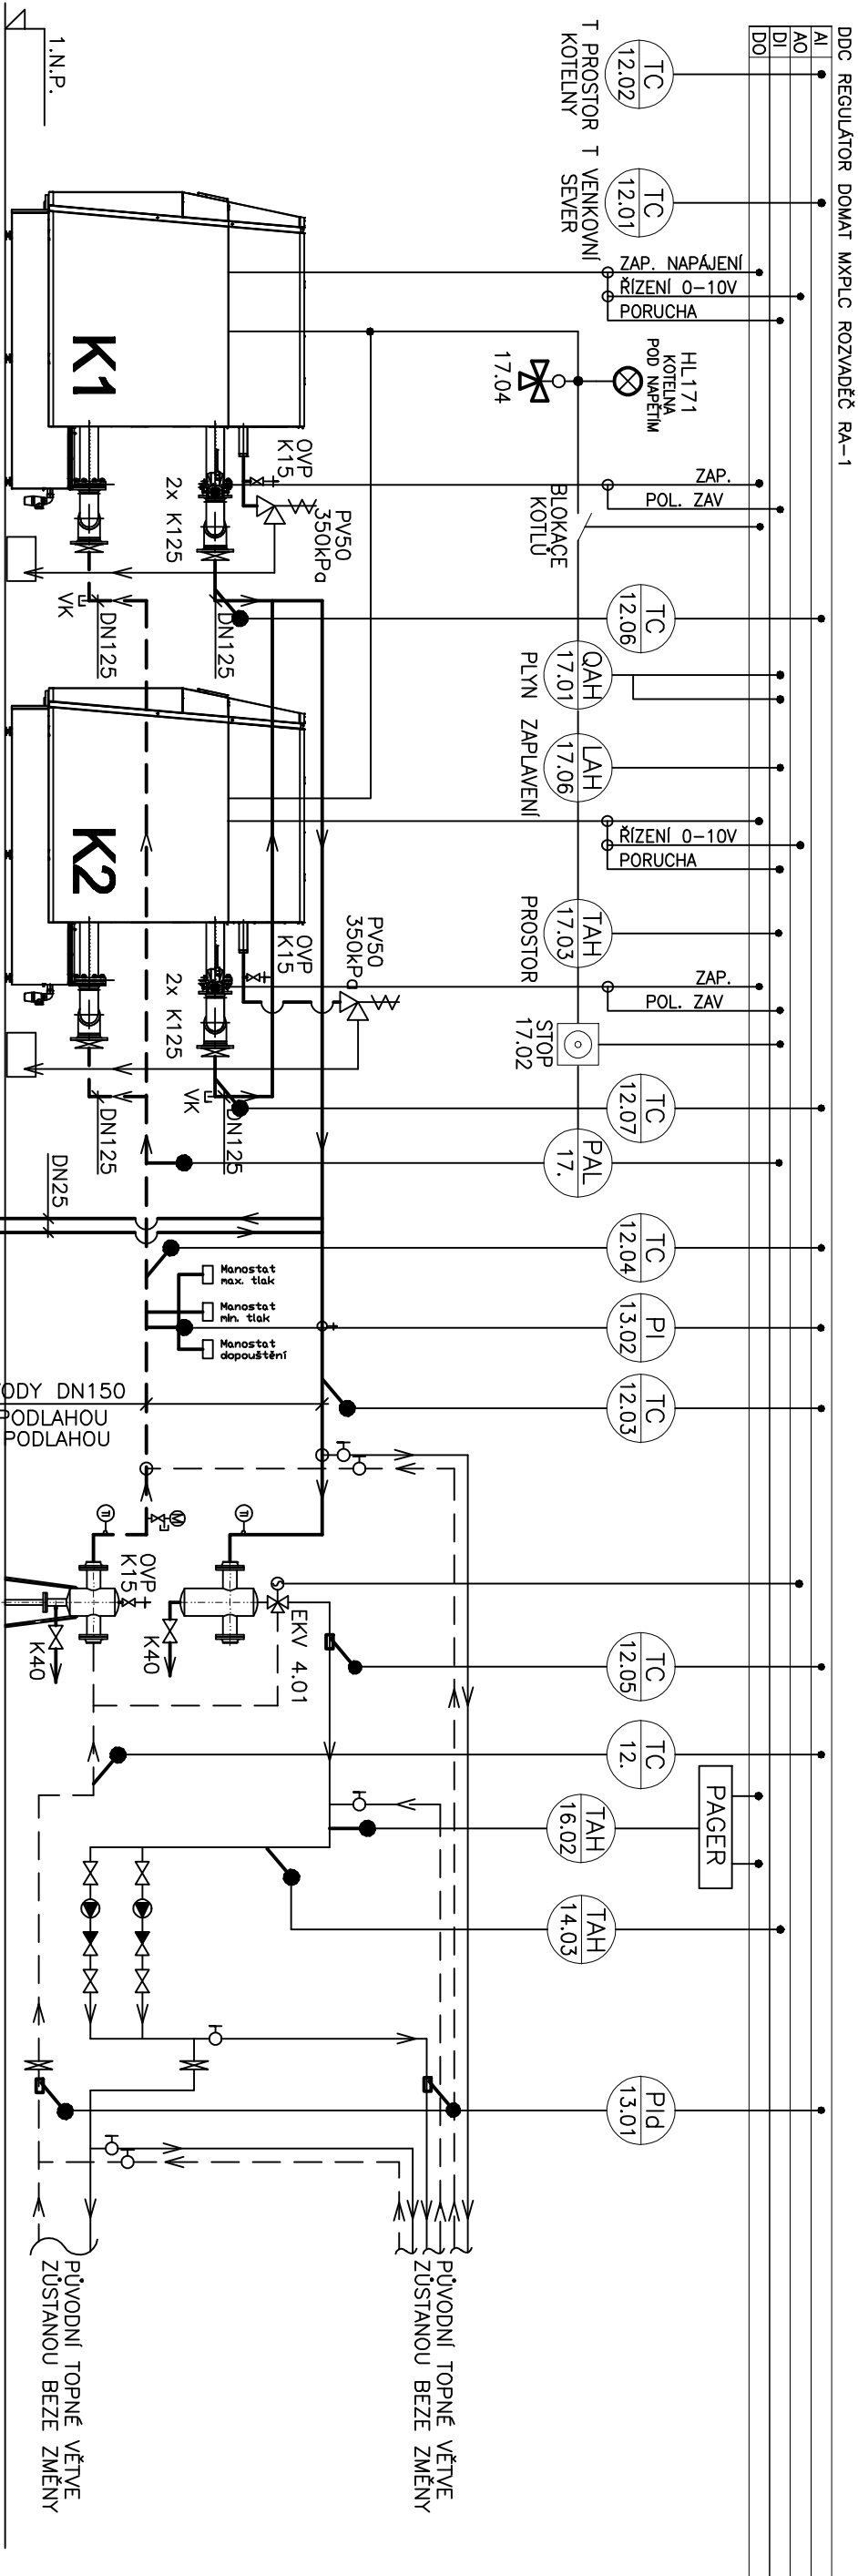 DDC REGULÁTOR DOMAT MXPLC ROZVADĚČ RA-1
AI
AO
DI
DO
TC
12.02
T PROSTOR
KOTELNY
TC
12.01
T VENKOVNÍ
SEVER
ZAP. NAPÁJENÍ
ŘÍZENÍ 0-10V
PORUCHA
HL171
KOTELNA
POD NAPĚTÍM
17.04
ZAP.
POL. ZAV
BLOKACE
KOTLŮ
TC
12.06
QAH
17.01
PLYN
LAH
17.06
ZAPLAVENÍ
ŘÍZENÍ 0-10V
PORUCHA
TAH
17.03
PROSTOR
ZAP.
POL. ZAV
STOP
17.02
TC
12.07
PAL
17.
TC
12.04
PI
13.02
TC
12.03
TC
12.05
TC
12.
PAGER
TAH
16.02
TAH
14.03
PId
13.01
1.N.P.
K1
OVP
K15
PV50
350kPa
2x K125
VK
DN125
DN125
K2
OVP
K15
PV50
350kPa
2x K125
VK
DN125
DN125
DN25
Manostat
max. tlak
Manostat
min. tlak
Manostat
dopouštění
ODY DN150
PODLAHOU
PODLAHOU
M
TI
TI
OVP
K15
K40
K40
S
EKV 4.01
PŮVODNÍ TOPNÉ VĚTVE
ZŮSTANOU BEZE ZMĚNY
PŮVODNÍ TOPNÉ VĚTVE
ZŮSTANOU BEZE ZMĚNY